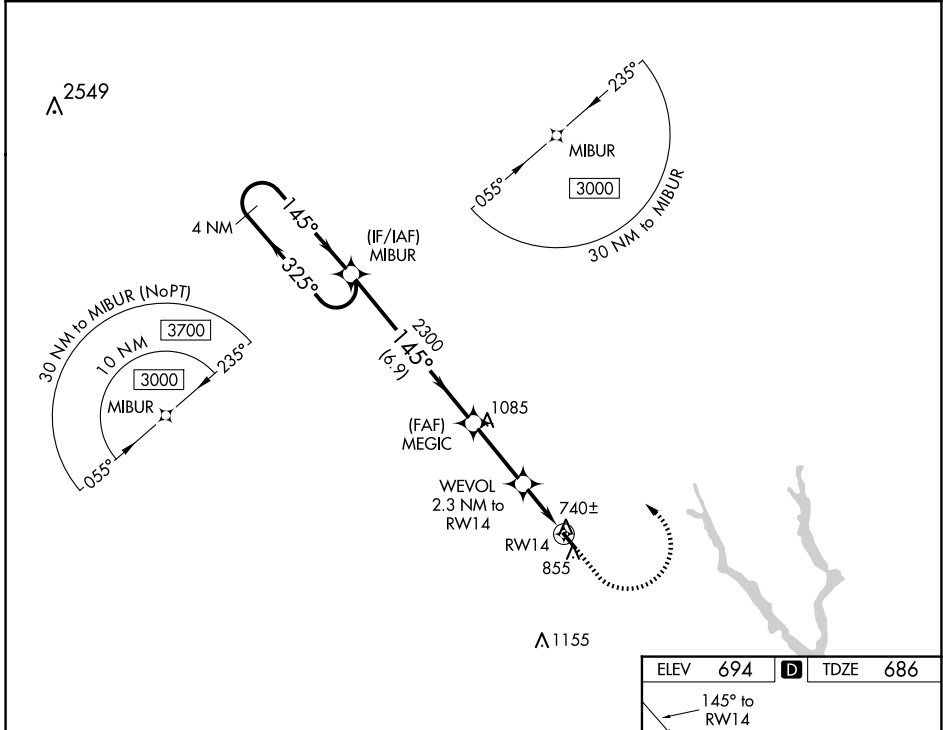 2549
235°
MIBUR
055°
3000
30 NM to MIBUR
145°
4 NM
325°
(IF/IAF)
MIBUR
30 NM to MIBUR (NoPT)
3700
10 NM
3000
235°
MIBUR
055°
2300
145°
(6.9)
1085
(FAF)
MEGIC
WEVOL
2.3 NM to
RW14
740±
RW14
855
1155
ELEV 694 D TDZE 686
145° to
RW14